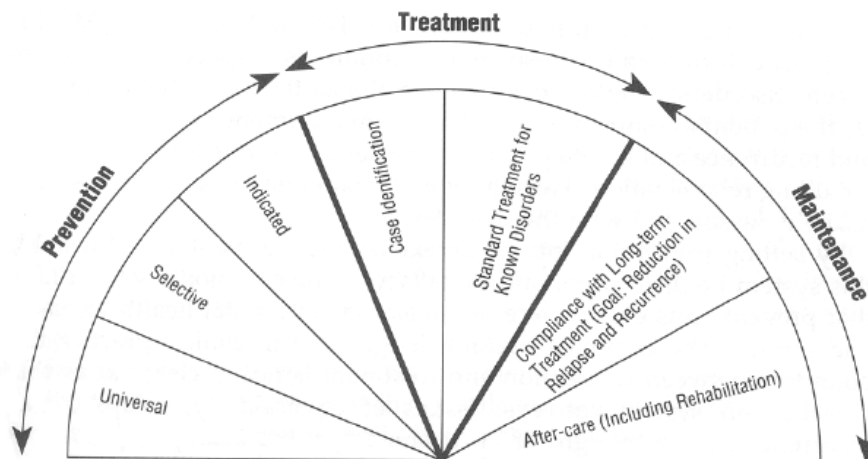 Treatment
Prevention
Maintenance
Universal
Selective
Indicated
Case Identification
Standard Treatment for
Known Disorders
Compliance with Long-term
Treatment (Goal: Reduction in
Relapse and Recurrence)
After-care (Including Rehabilitation)